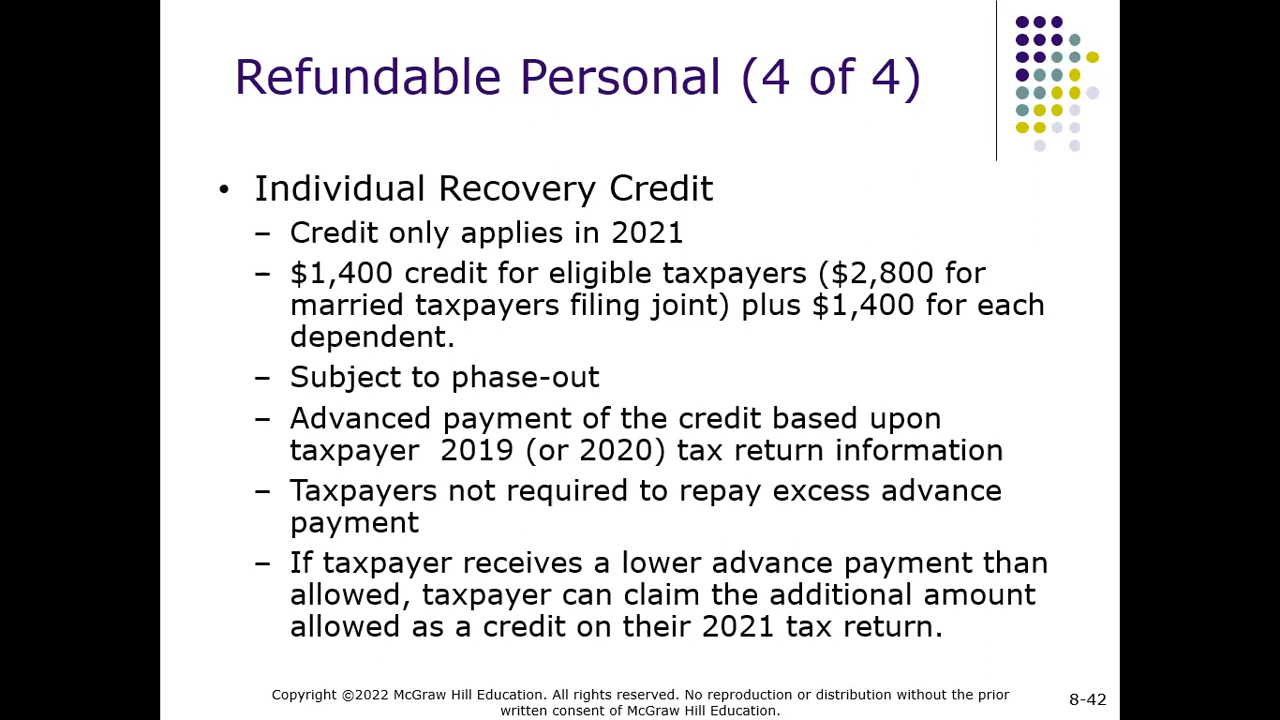 Refundable Personal (4 of 4)
• Individual Recovery Credit
– Credit only applies in 2021
– $1,400 credit for eligible taxpayers ($2,800 for
married taxpayers filing joint) plus $1,400 for each
dependent.
– Subject to phase-out
– Advanced payment of the credit based upon
taxpayer  2019 (or 2020) tax return information
– Taxpayers not required to repay excess advance
payment
– If taxpayer receives a lower advance payment than
allowed, taxpayer can claim the additional amount
allowed as a credit on their 2021 tax return.
Copyright ©2022 McGraw Hill Education. All rights reserved. No reproduction or distribution without the prior
written consent of McGraw Hill Education.
8-42